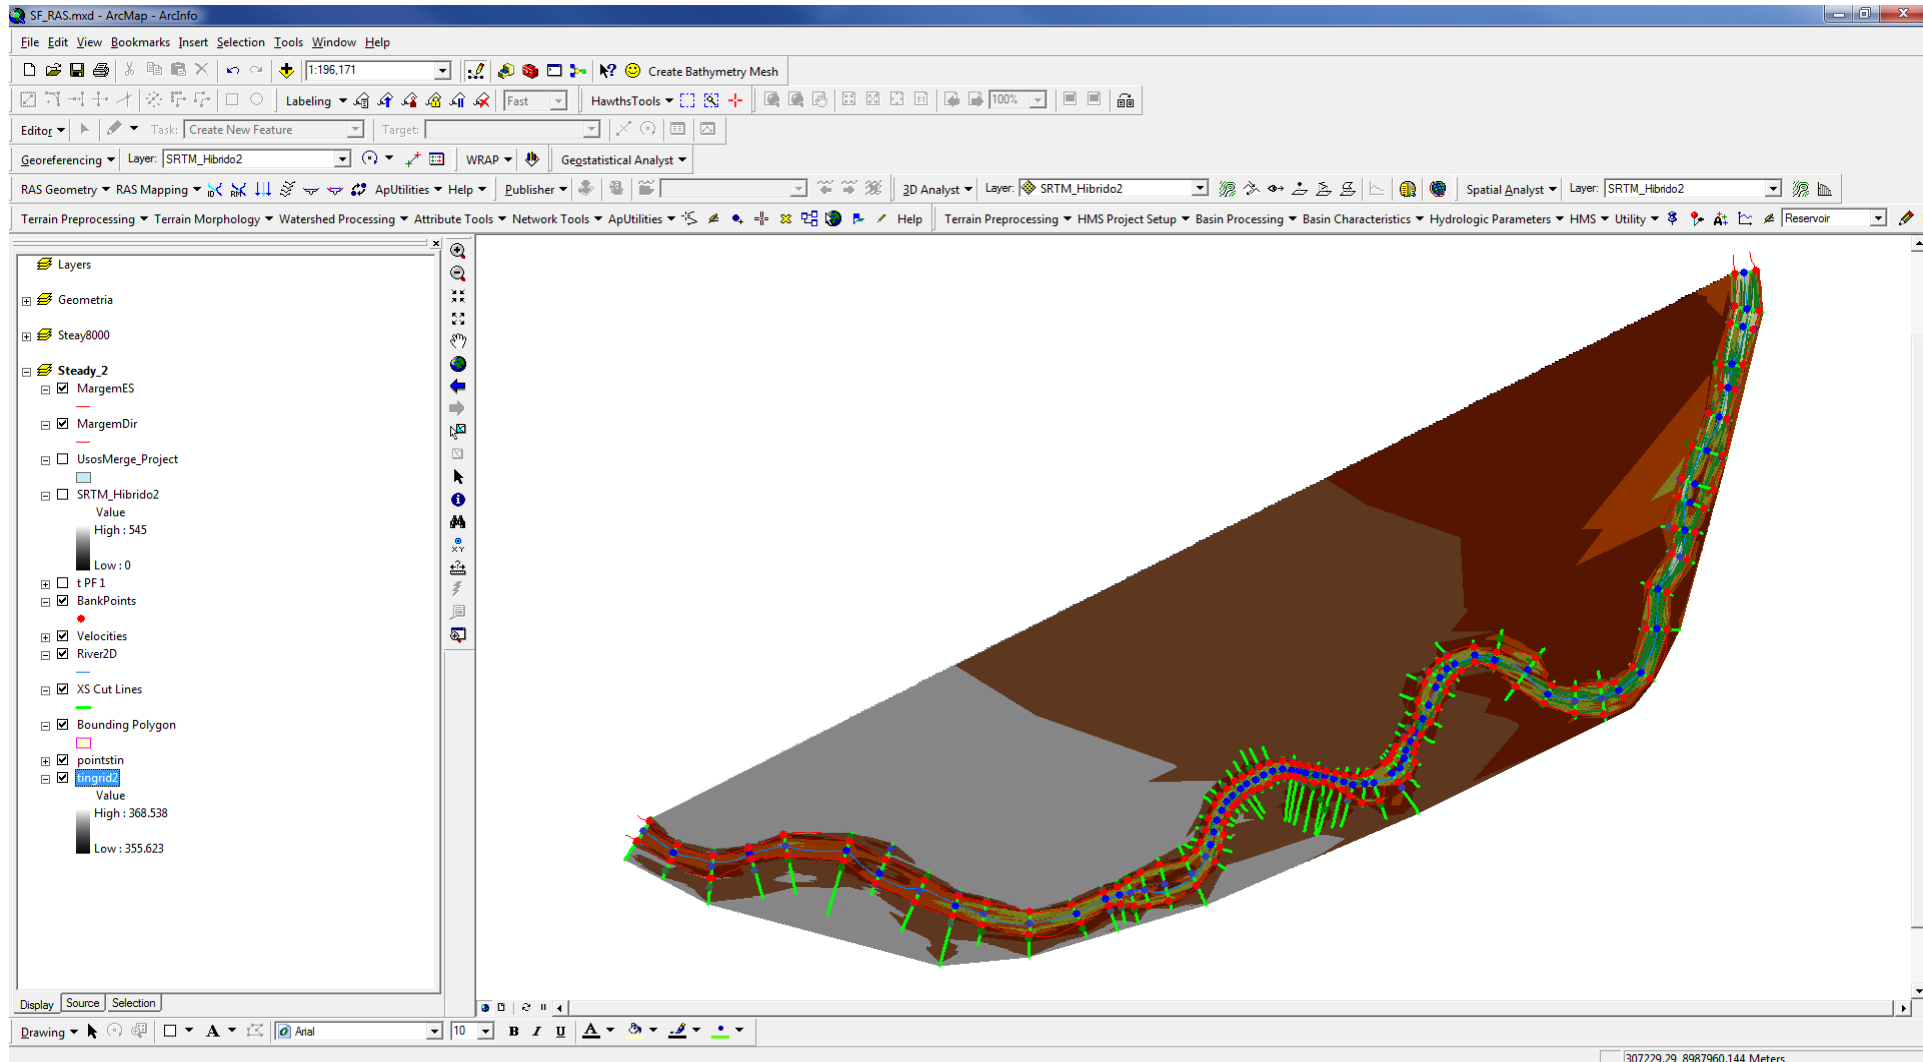 SF_RAS.mxd - ArcMap - ArcInfo
File Edit View Bookmarks Insert Selection Tools Window Help
1:196,171 Create Bathymetry Mesh
Labeling Fast HawthsTools 100%
Editor Task: Create New Feature Target:
Georeferencing Layer: SRTM_Hibrido2 WRAP Geostatistical Analyst
RAS Geometry RAS Mapping ApUtilities Help Publisher 3D Analyst Layer: SRTM_Hibrido2 Spatial Analyst Layer: SRTM_Hibrido2
Terrain Preprocessing Terrain Morphology Watershed Processing Attribute Tools Network Tools ApUtilities Help Terrain Preprocessing HMS Project Setup Basin Processing Basin Characteristics Hydrologic Parameters HMS Utility Reservoir
Layers
Geometria
Steay8000
Steady_2
MargemES
MargemDir
UsosMerge_Project
SRTM_Hibrido2
Value
High : 545
Low : 0
t PF 1
BankPoints
Velocities
River2D
XS Cut Lines
Bounding Polygon
pointstin
tingrid2
Value
High : 368.538
Low : 355.623
Display Source Selection
Drawing A Arial 10 B I U A
307229.29 8987960.144 Meters